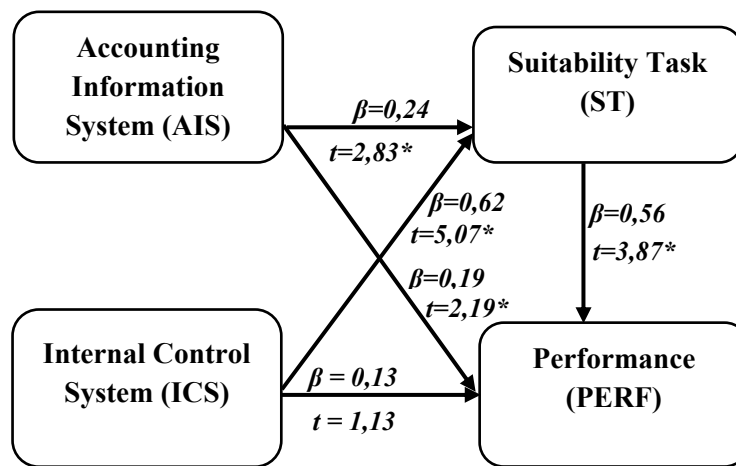 Accounting
Information
System (AIS)
Suitability Task
(ST)
β=0,24
t=2,83*
β=0,62
t=5,07*
β=0,56
t=3,87*
β=0,19
t=2,19*
Internal Control
System (ICS)
β = 0,13
t = 1,13
Performance
(PERF)